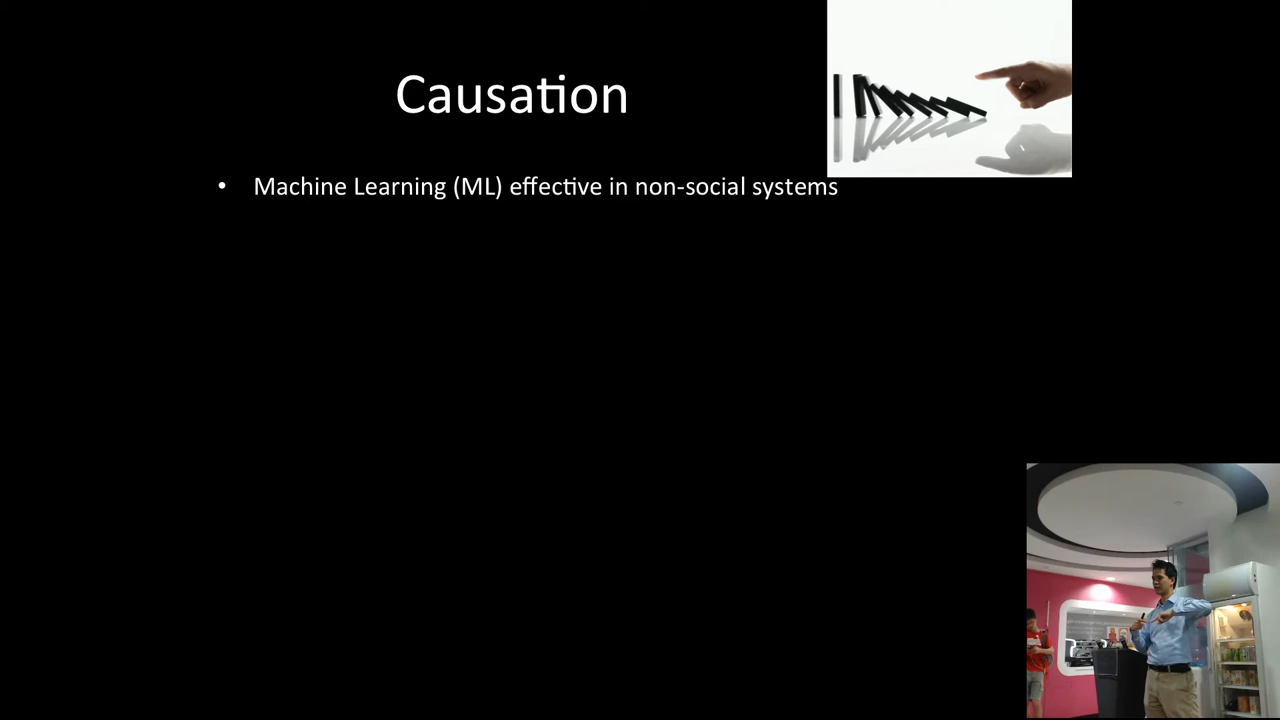 Causation
• Machine Learning (ML) effective in non-social systems